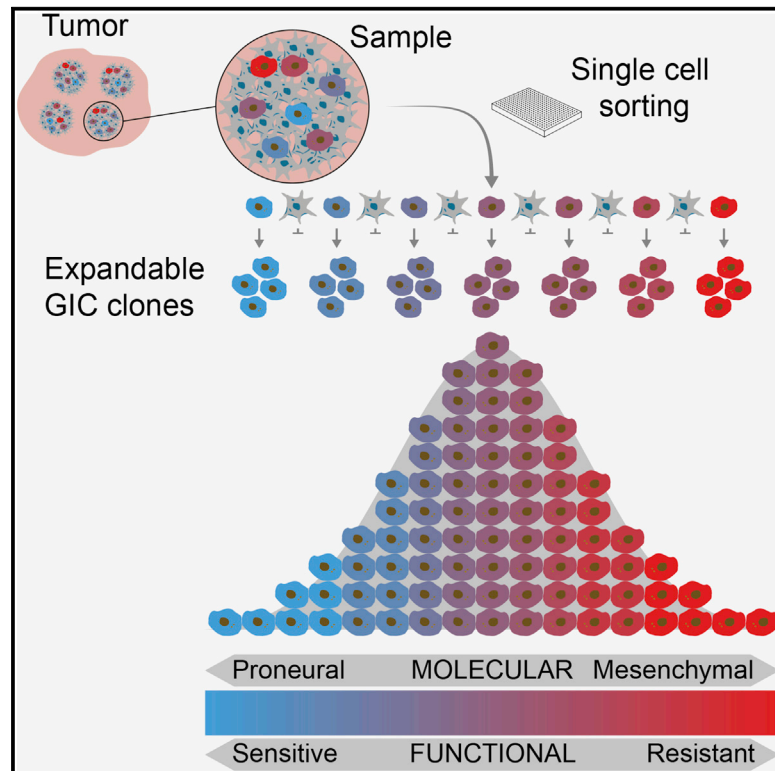 Tumor
Sample
Single cell
sorting
Expandable
GIC clones
Proneural MOLECULAR Mesenchymal
Sensitive FUNCTIONAL Resistant